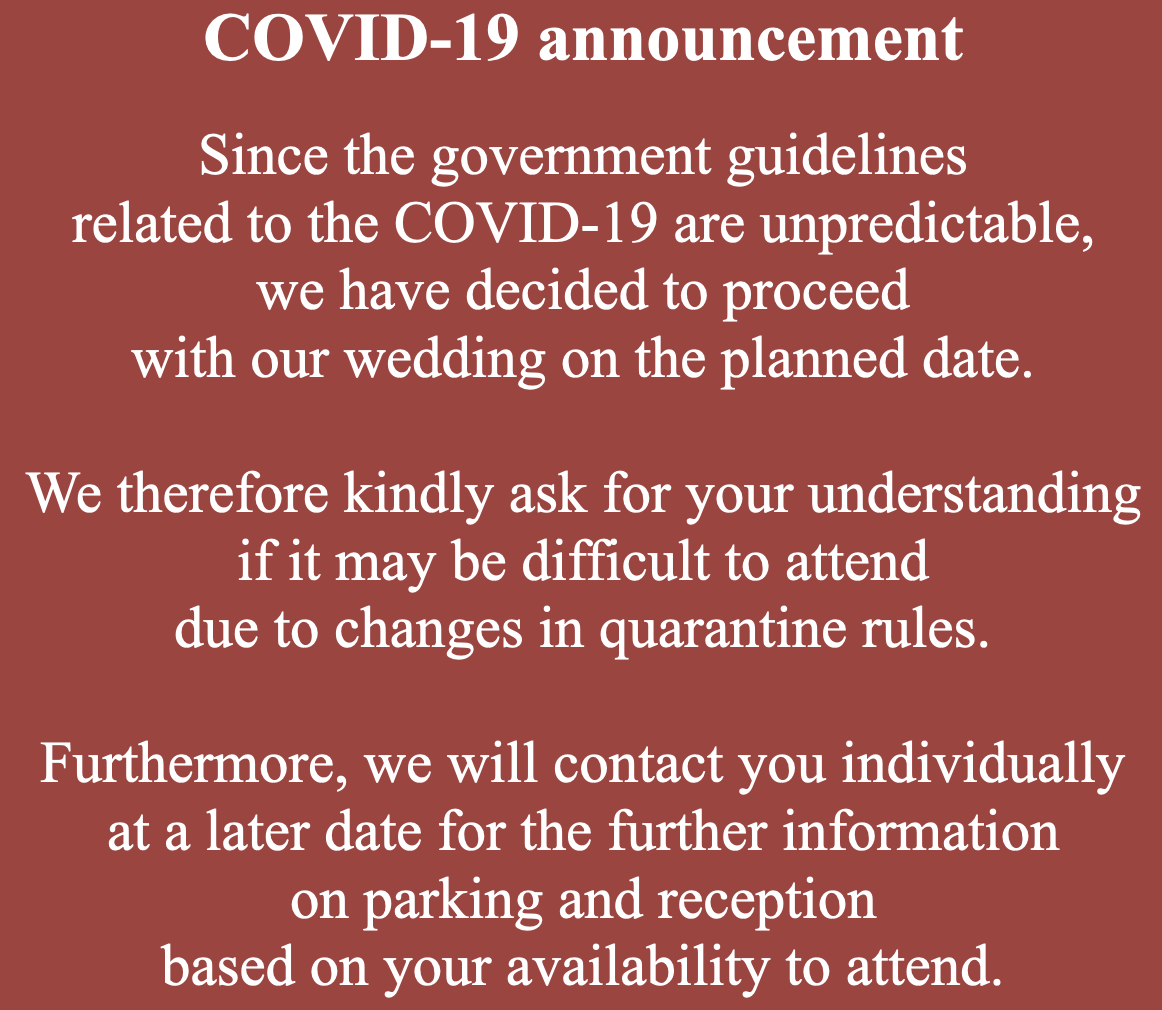 COVID-19 announcement
Since the government guidelines
related to the COVID-19 are unpredictable,
we have decided to proceed
with our wedding on the planned date.
We therefore kindly ask for your understanding
if it may be difficult to attend
due to changes in quarantine rules.
Furthermore, we will contact you individually
at a later date for the further information
on parking and reception
based on your availability to attend.